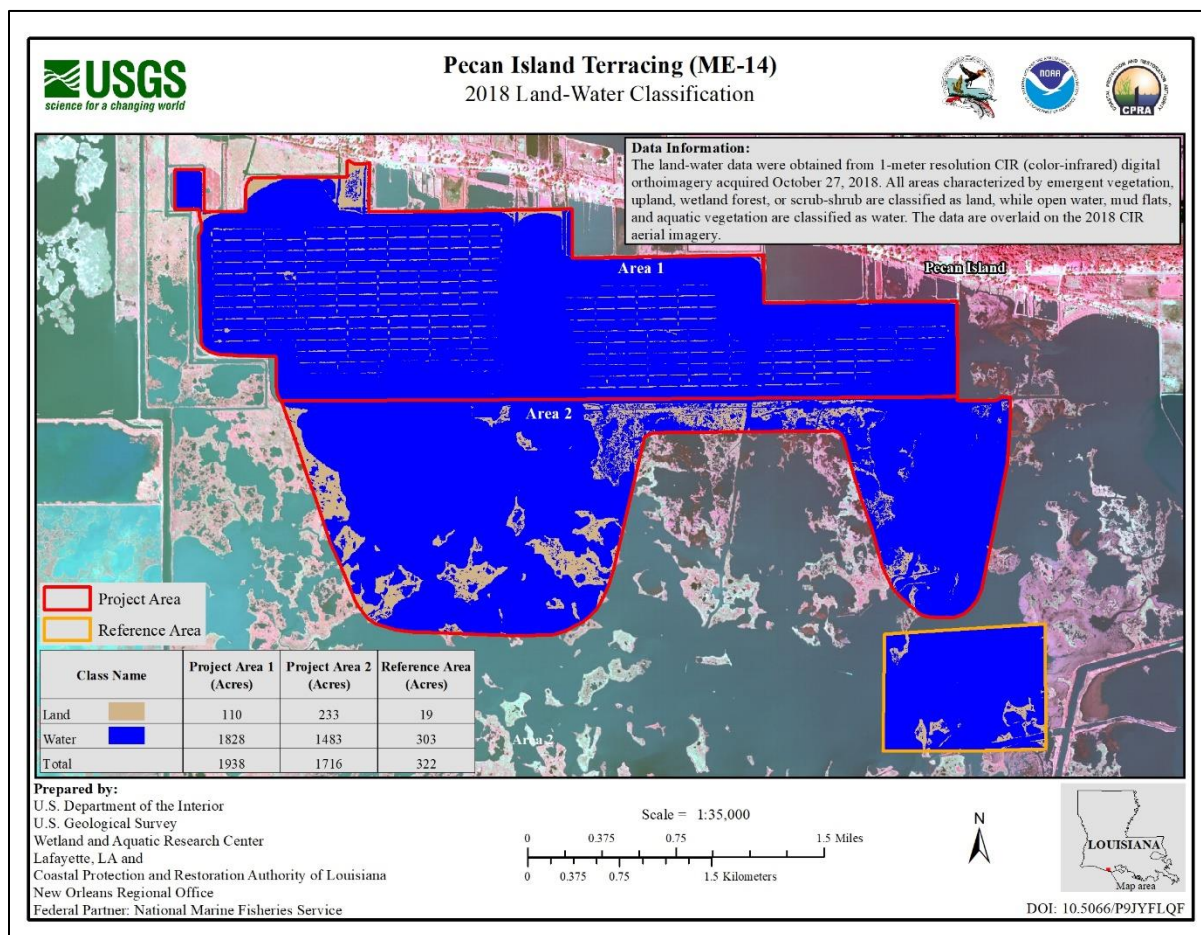 USGS
science for a changing world
Pecan Island Terracing (ME-14)
2018 Land-Water Classification
NOAA
CPRA
Data Information:
The land-water data were obtained from 1-meter resolution CIR (color-infrared) digital
orthoimagery acquired October 27, 2018. All areas characterized by emergent vegetation,
upland, wetland forest, or scrub-shrub are classified as land, while open water, mud flats,
and aquatic vegetation are classified as water. The data are overlaid on the 2018 CIR
aerial imagery.
Area 1
Pecan Island
Area 2
Project Area
Reference Area
Class Name Project Area 1 (Acres) Project Area 2 (Acres) Reference Area (Acres)
Land 110 233 19
Water 1828 1483 303
Total 1938 1716 322
Area 2
Prepared by:
U.S. Department of the Interior
U.S. Geological Survey
Wetland and Aquatic Research Center
Lafayette, LA and
Coastal Protection and Restoration Authority of Louisiana
New Orleans Regional Office
Federal Partner: National Marine Fisheries Service
Scale = 1:35,000
0 0.375 0.75 1.5 Miles
0 0.375 0.75 1.5 Kilometers
N
LOUISIANA
Map area
DOI: 10.5066/P9JYFLQF